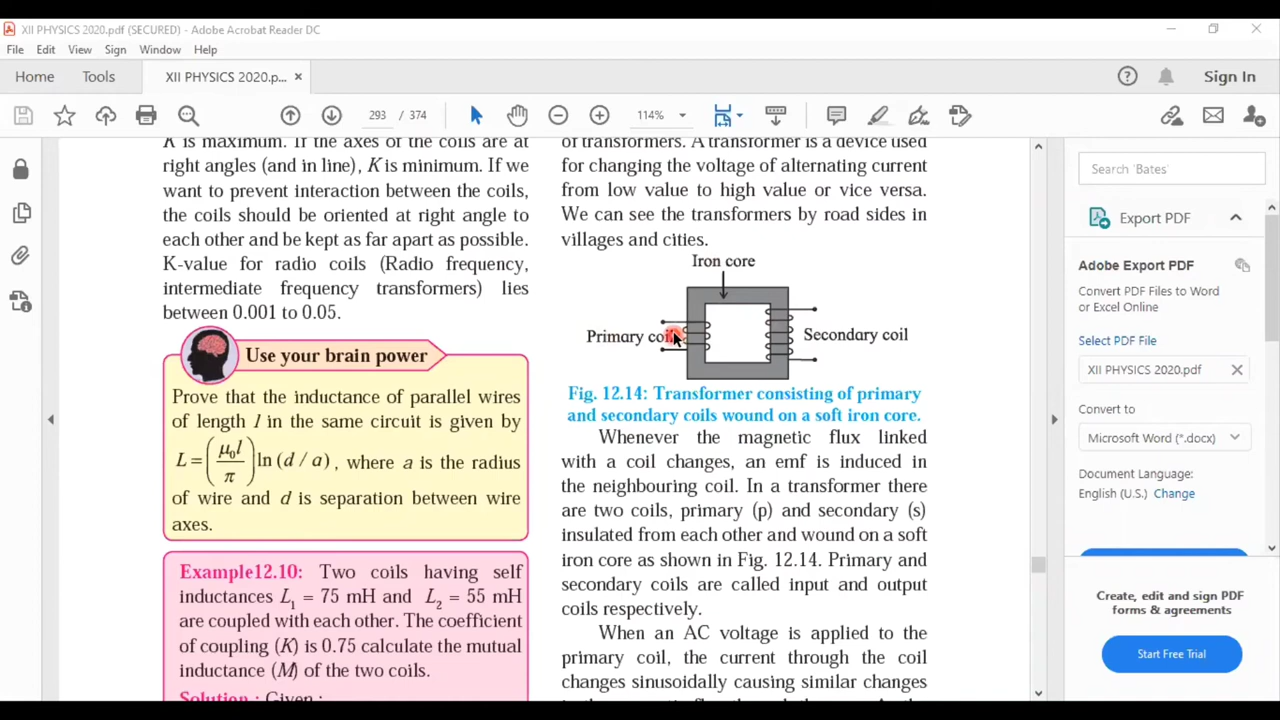 XII PHYSICS 2020.pdf (SECURED) - Adobe Acrobat Reader DC
File Edit View Sign Window Help
Home Tools XII PHYSICS 2020.p... × Sign In
293 / 374 114%
K is maximum. If the axes of the coils are at
right angles (and in line), K is minimum. If we
want to prevent interaction between the coils,
the coils should be oriented at right angle to
each other and be kept as far apart as possible.
K-value for radio coils (Radio frequency,
intermediate frequency transformers) lies
between 0.001 to 0.05.
Use your brain power
Prove that the inductance of parallel wires
of length l in the same circuit is given by
L = (μ₀l / π) ln (d / a), where a is the radius
of wire and d is separation between wire
axes.
Example12.10: Two coils having self
inductances L₁ = 75 mH and L₂ = 55 mH
are coupled with each other. The coefficient
of coupling (K) is 0.75 calculate the mutual
inductance (M) of the two coils.
Solution : Given :
of transformers. A transformer is a device used
for changing the voltage of alternating current
from low value to high value or vice versa.
We can see the transformers by road sides in
villages and cities.
Iron core
Primary coil
Secondary coil
Fig. 12.14: Transformer consisting of primary
and secondary coils wound on a soft iron core.
Whenever the magnetic flux linked
with a coil changes, an emf is induced in
the neighbouring coil. In a transformer there
are two coils, primary (p) and secondary (s)
insulated from each other and wound on a soft
iron core as shown in Fig. 12.14. Primary and
secondary coils are called input and output
coils respectively.
When an AC voltage is applied to the
primary coil, the current through the coil
changes sinusoidally causing similar changes
Search 'Bates'
Export PDF
Adobe Export PDF
Convert PDF Files to Word
or Excel Online
Select PDF File
XII PHYSICS 2020.pdf
Convert to
Microsoft Word (*.docx)
Document Language:
English (U.S.) Change
Create, edit and sign PDF
forms & agreements
Start Free Trial